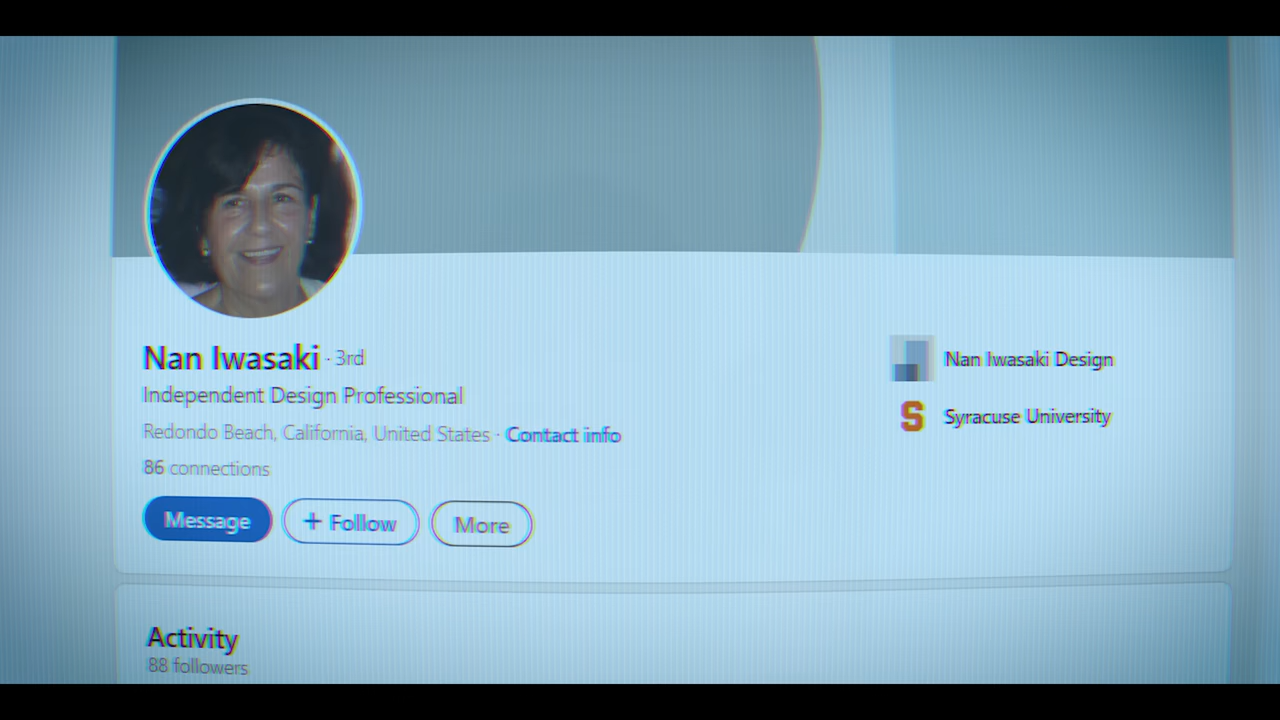 Nan Iwasaki · 3rd
Independent Design Professional
Redondo Beach, California, United States · Contact info
86 connections
Message
+ Follow
More
Nan Iwasaki Design
S
Syracuse University
Activity
88 followers